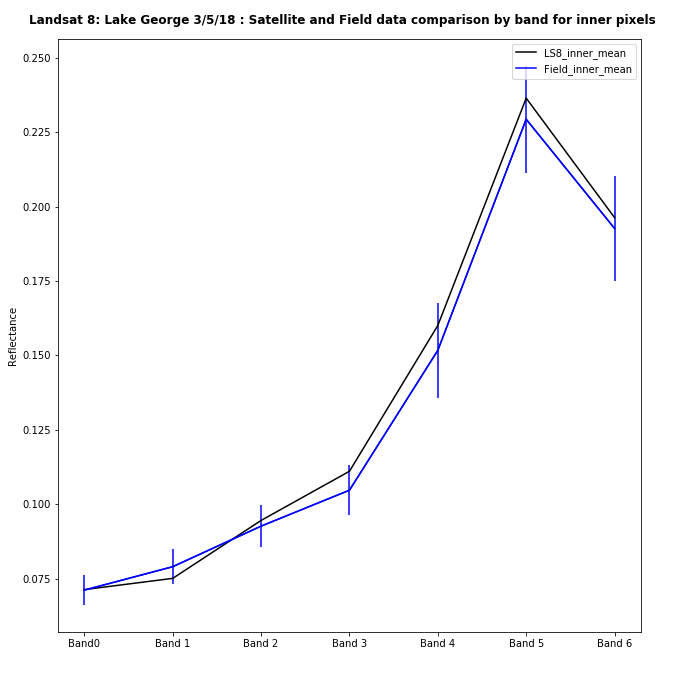 Landsat 8: Lake George 3/5/18 : Satellite and Field data comparison by band for inner pixels
LS8_inner_mean
Field_inner_mean
0.250
0.225
0.200
0.175
0.150
0.125
0.100
0.075
Reflectance
Band0 Band 1 Band 2 Band 3 Band 4 Band 5 Band 6